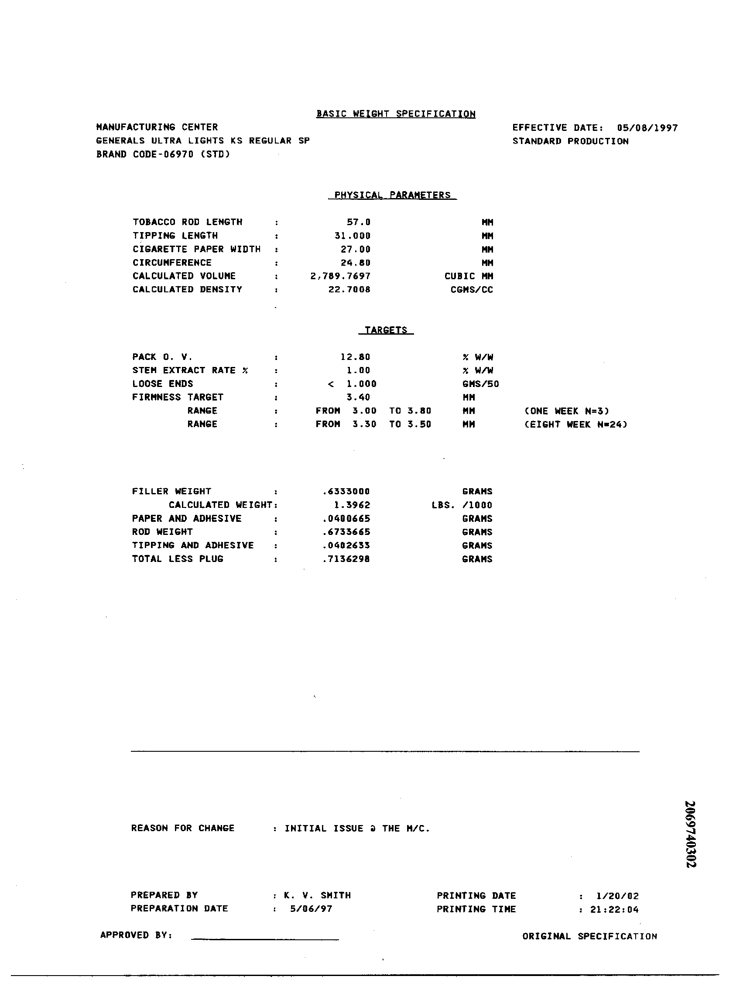 BASIC WEIGHT SPECIFICATION
MANUFACTURING CENTER EFFECTIVE DATE: 05/08/1997
GENERALS ULTRA LIGHTS KS REGULAR SP STANDARD PRODUCTION
BRAND CODE-06970 (STD)
PHYSICAL PARAMETERS
TOBACCO ROD LENGTH : 57.0 MM
TIPPING LENGTH : 31.000 MM
CIGARETTE PAPER WIDTH : 27.00 MM
CIRCUMFERENCE : 24.80 MM
CALCULATED VOLUME : 2,789.7697 CUBIC MM
CALCULATED DENSITY : 22.7008 CGMS/CC
TARGETS
PACK O. V. : 12.80 % W/W
STEM EXTRACT RATE % : 1.00 % W/W
LOOSE ENDS : < 1.000 GMS/50
FIRMNESS TARGET : 3.40 MM
RANGE : FROM 3.00 TO 3.80 MM (ONE WEEK N=3)
RANGE : FROM 3.30 TO 3.50 MM (EIGHT WEEK N=24)
FILLER WEIGHT : .6333000 GRAMS
CALCULATED WEIGHT: 1.3962 LBS. /1000
PAPER AND ADHESIVE : .0400665 GRAMS
ROD WEIGHT : .6733665 GRAMS
TIPPING AND ADHESIVE : .0402633 GRAMS
TOTAL LESS PLUG : .7136298 GRAMS
REASON FOR CHANGE : INITIAL ISSUE @ THE M/C.
2069740302
PREPARED BY : K. V. SMITH PRINTING DATE : 1/20/02
PREPARATION DATE : 5/06/97 PRINTING TIME : 21:22:04
APPROVED BY: ORIGINAL SPECIFICATION